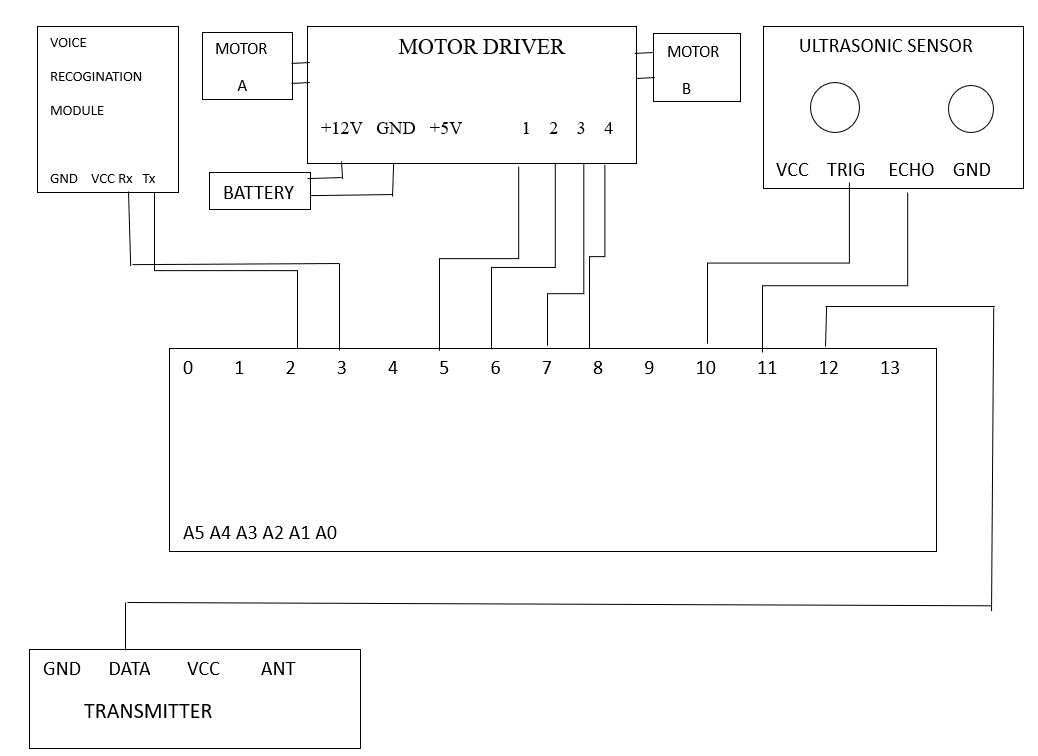 VOICE
RECOGINATION
MODULE
GND VCC Rx Tx
MOTOR
A
MOTOR DRIVER
+12V GND +5V 1 2 3 4
BATTERY
MOTOR
B
ULTRASONIC SENSOR
VCC TRIG ECHO GND
0 1 2 3 4 5 6 7 8 9 10 11 12 13
A5 A4 A3 A2 A1 A0
GND DATA VCC ANT
TRANSMITTER